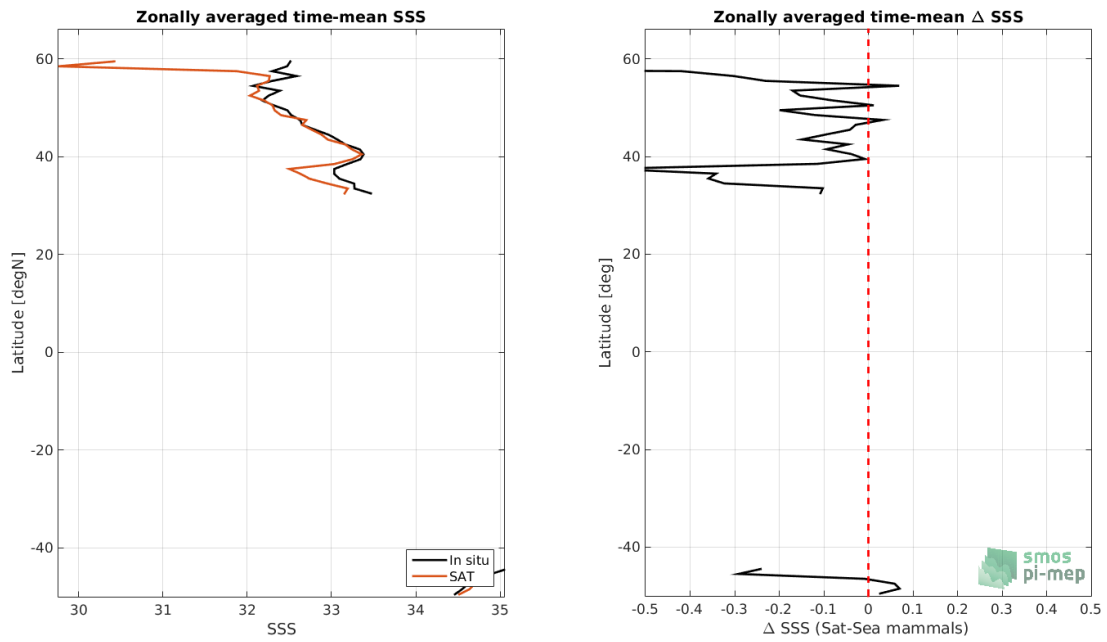 Zonally averaged time-mean SSS
60
40
20
0
-20
-40
Latitude [degN]
30
31
32
33
34
35
SSS
In situ
SAT
Zonally averaged time-mean Δ SSS
60
40
20
0
-20
-40
Latitude [deg]
-0.5
-0.4
-0.3
-0.2
-0.1
0
0.1
0.2
0.3
0.4
0.5
Δ SSS (Sat-Sea mammals)
smos
pi-mep